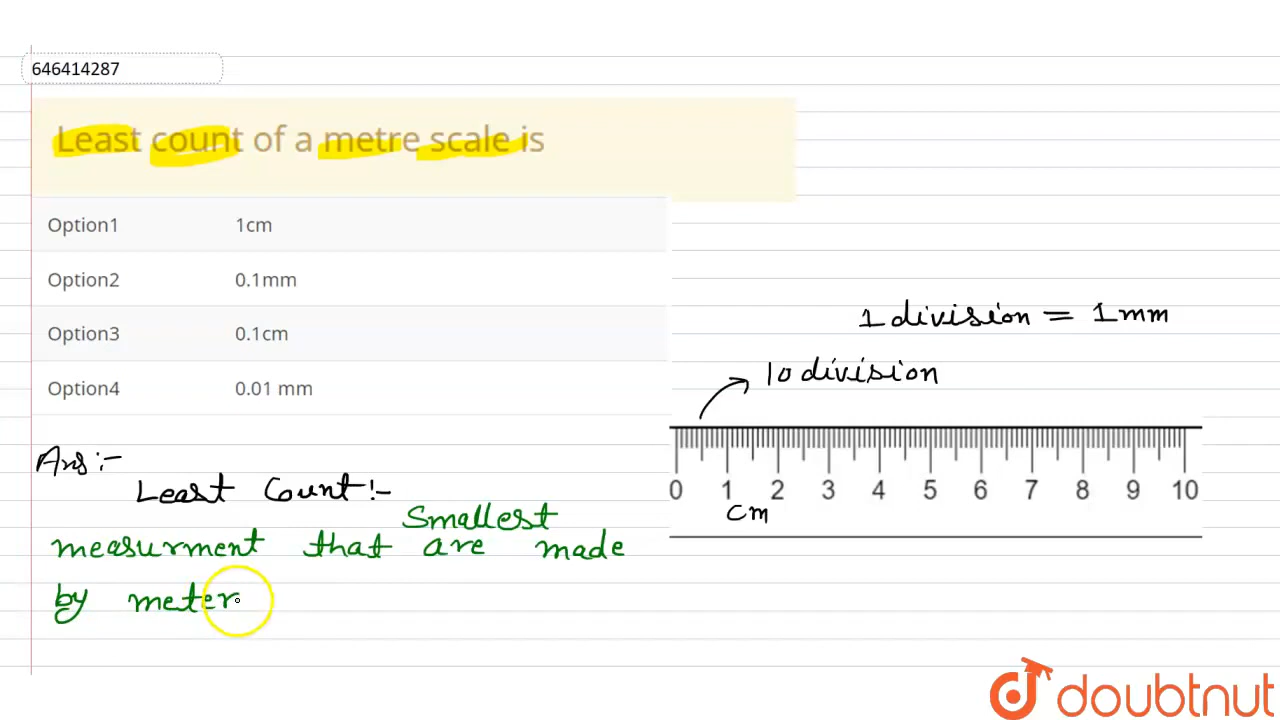 646414287
Least count of a metre scale is
Option1 1cm
Option2 0.1mm
Option3 0.1cm
Option4 0.01 mm
1 division = 1 mm
10 division
0 1 2 3 4 5 6 7 8 9 10
cm
Ans :-
Least Count :-
Smallest
measurment that are made
by meter
doubtnut